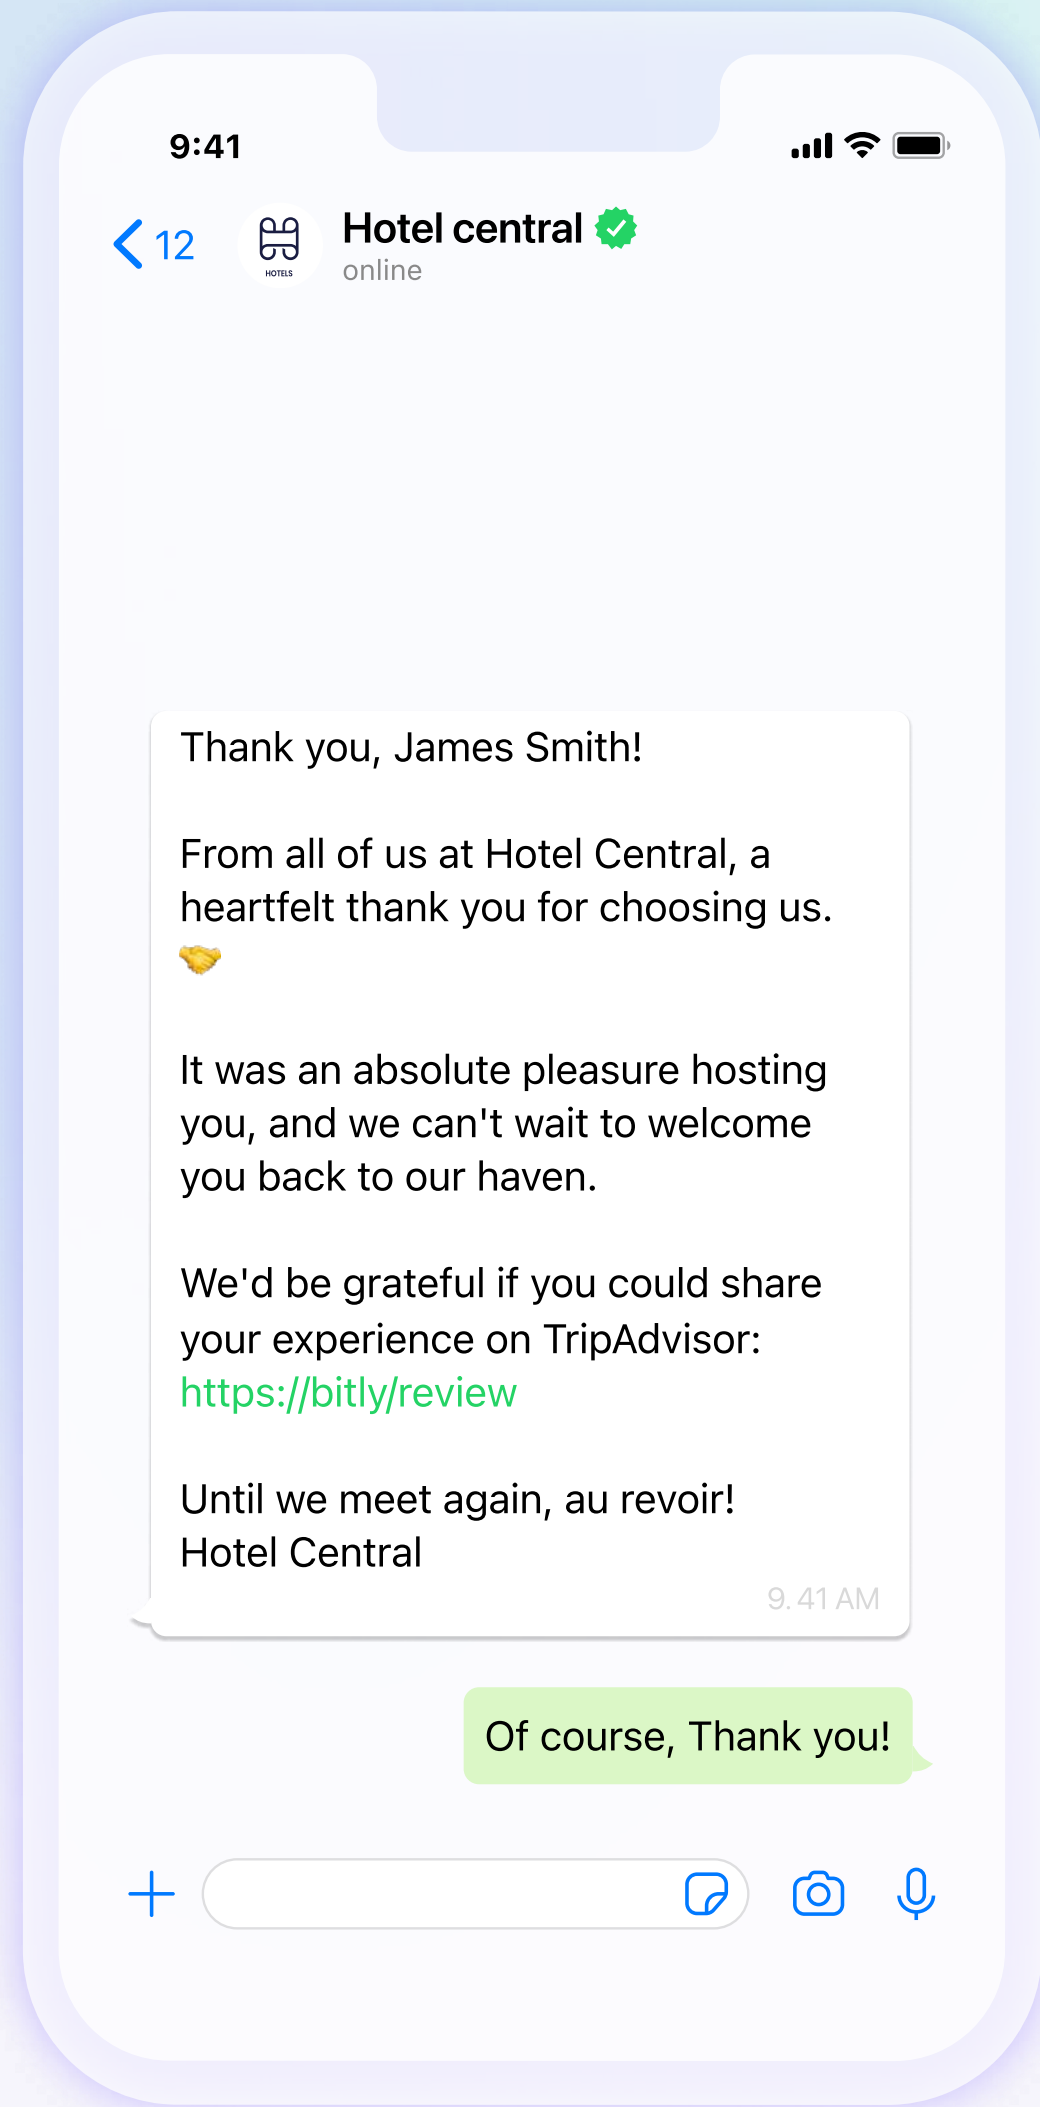 9:41
12
HOTELS
Hotel central
online
Thank you, James Smith!
From all of us at Hotel Central, a
heartfelt thank you for choosing us.
🤝
It was an absolute pleasure hosting
you, and we can't wait to welcome
you back to our haven.
We'd be grateful if you could share
your experience on TripAdvisor:
https://bitly/review
Until we meet again, au revoir!
Hotel Central
9.41 AM
Of course, Thank you!